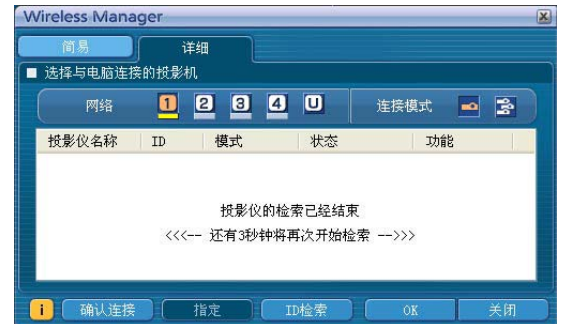 Wireless Manager
简易 详细
选择与电脑连接的投影机
网络 1 2 3 4 U 连接模式
投影仪名称 ID 模式 状态 功能
投影仪的检索已经结束
<<<-- 还有3秒钟将再次开始检索 -->>>
i 确认连接 指定 ID检索 OK 关闭